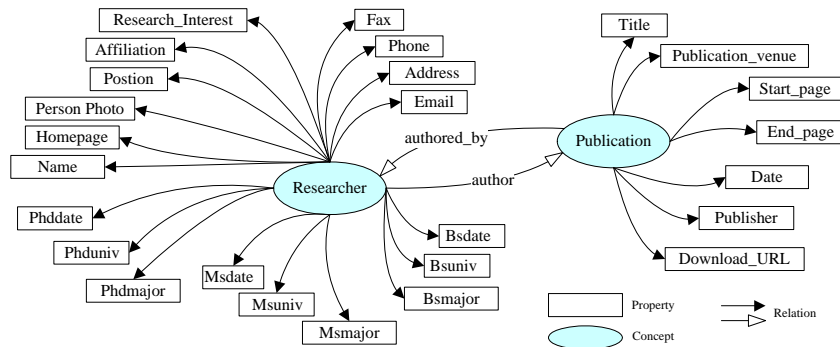 Research_Interest
Affiliation
Postion
Person Photo
Homepage
Name
Phddate
Phduniv
Phdmajor
Msdate
Msuniv
Msmajor
Bsdate
Bsuniv
Bsmajor
Fax
Phone
Address
Email
Researcher
authored_by
author
Publication
Title
Publication_venue
Start_page
End_page
Date
Publisher
Download_URL
Property
Concept
Relation